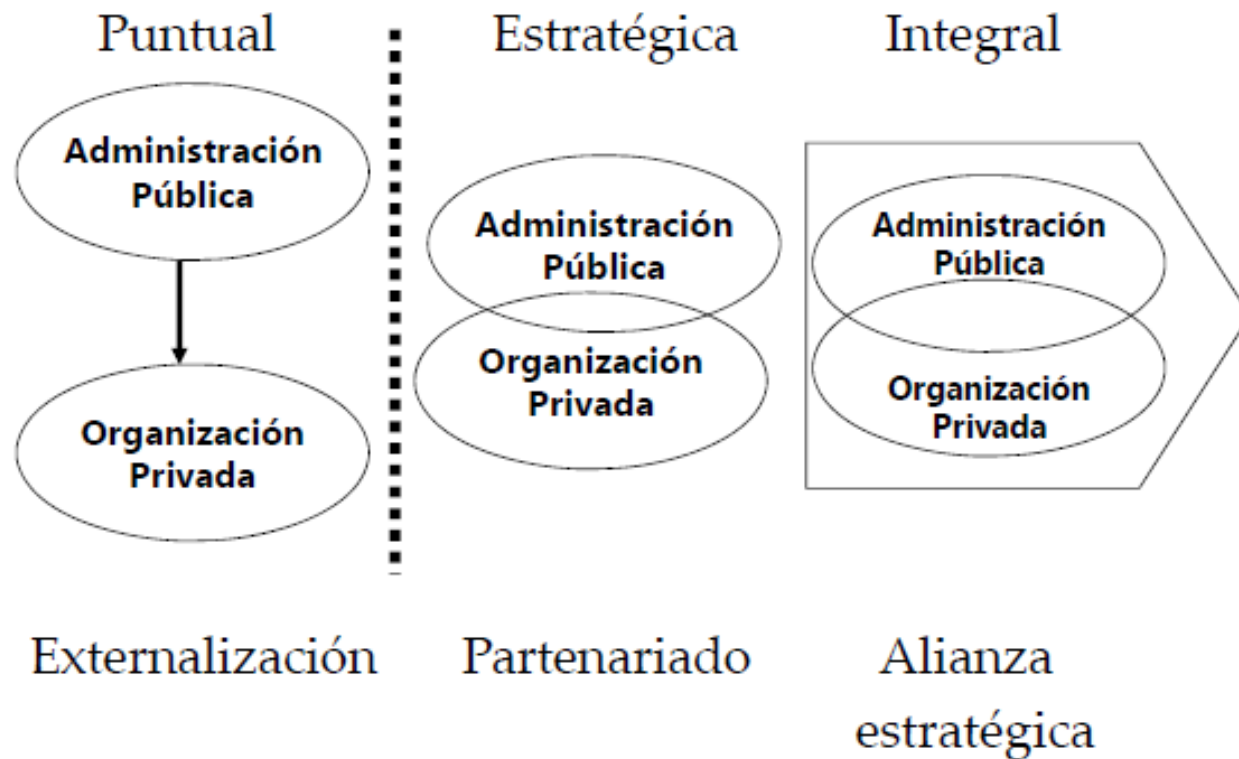 Puntual
Estratégica
Integral
Administración
Pública
Organización
Privada
Administración
Pública
Organización
Privada
Administración
Pública
Organización
Privada
Externalización
Partenariado
Alianza
estratégica